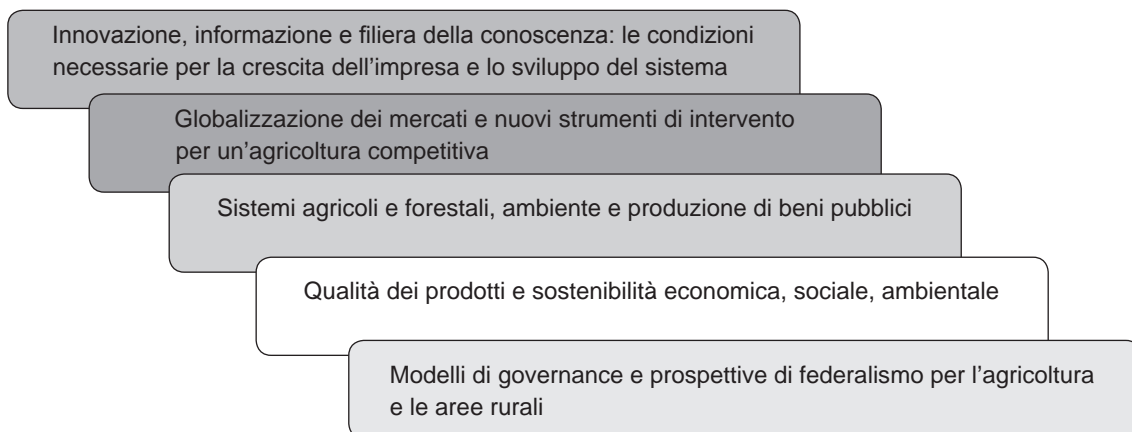 Innovazione, informazione e filiera della conoscenza: le condizioni
necessarie per la crescita dell'impresa e lo sviluppo del sistema
Globalizzazione dei mercati e nuovi strumenti di intervento
per un'agricoltura competitiva
Sistemi agricoli e forestali, ambiente e produzione di beni pubblici
Qualità dei prodotti e sostenibilità economica, sociale, ambientale
Modelli di governance e prospettive di federalismo per l'agricoltura
e le aree rurali